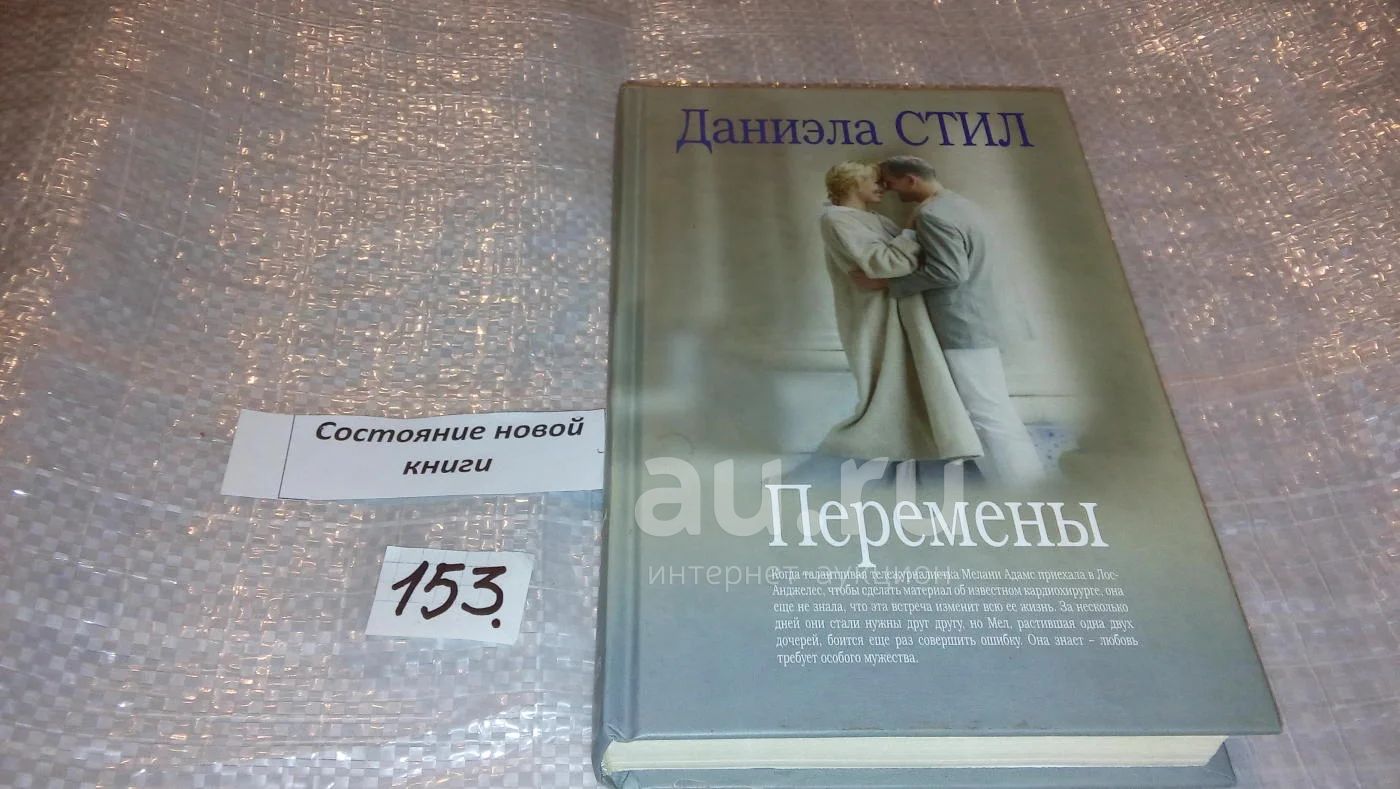 Даниэла СТИЛ
Состояние новой
книги
153.
au.ru
интернет аукцион
Перемены
Когда талантливая тележурналистка Мелани Адамс приехала в Лос-
Анджелес, чтобы сделать материал об известном кардиохирурге, она
еще не знала, что эта встреча изменит всю ее жизнь. За несколько
дней они стали нужны друг другу, но Мел, растившая одна двух
дочерей, боится еще раз совершить ошибку. Она знает – любовь
требует особого мужества.